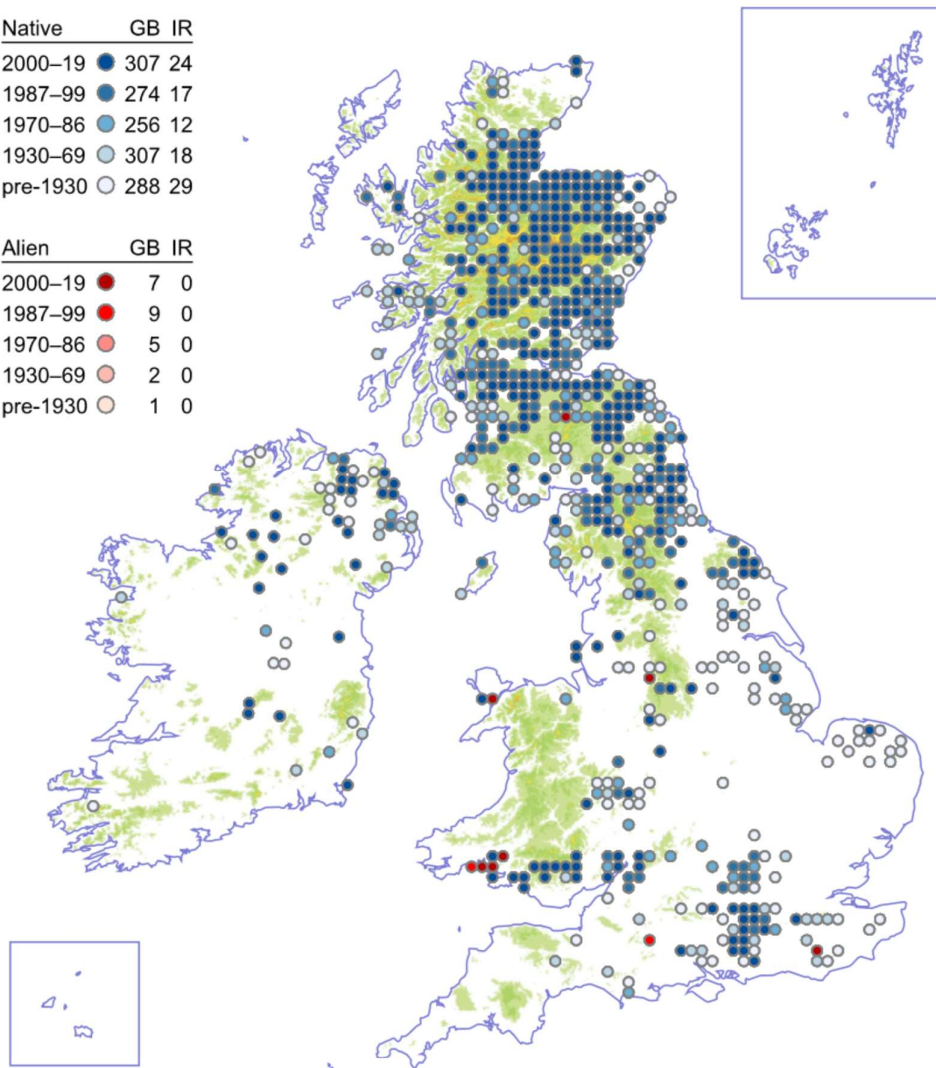 Native GB IR
2000–19 307 24
1987–99 274 17
1970–86 256 12
1930–69 307 18
pre-1930 288 29
Alien GB IR
2000–19 7 0
1987–99 9 0
1970–86 5 0
1930–69 2 0
pre-1930 1 0